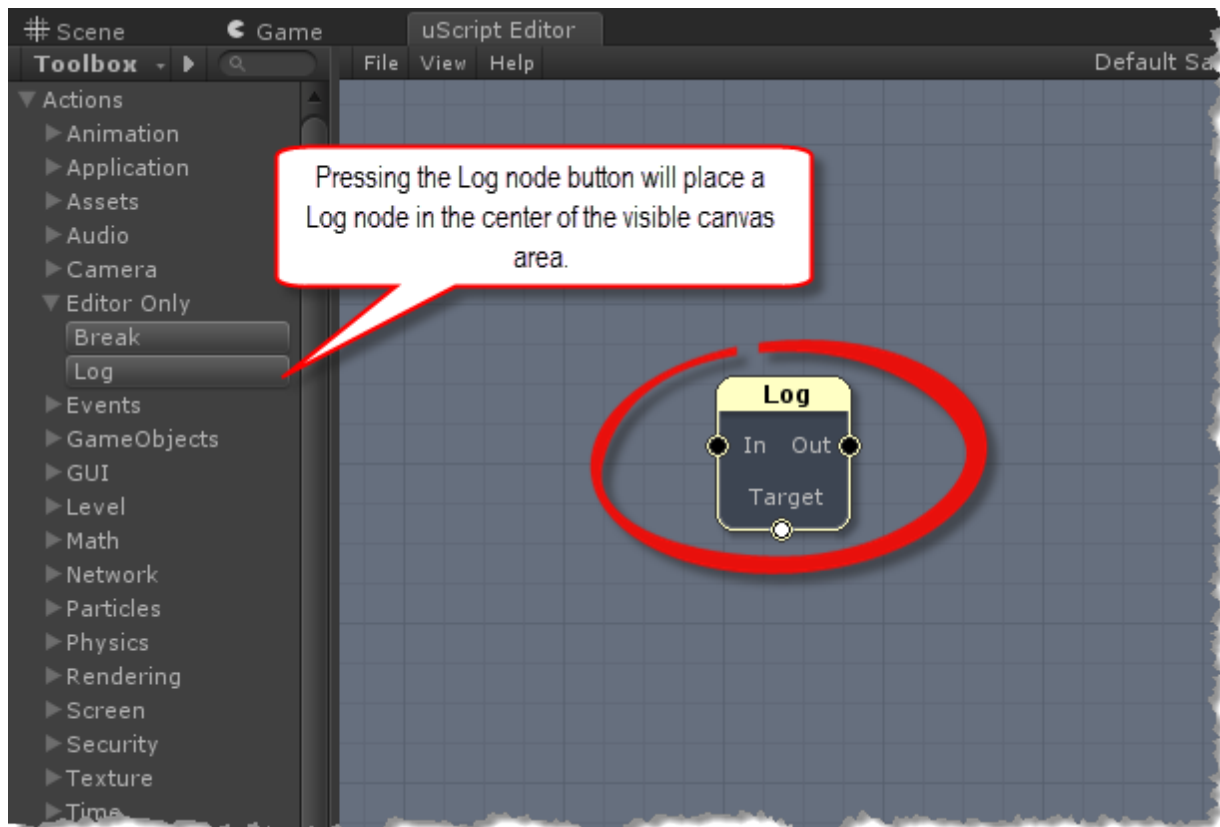 Scene Game uScript Editor
Toolbox File View Help Default
Actions
Animation
Application
Assets
Audio
Camera
Editor Only
Break
Log
Events
GameObjects
GUI
Level
Math
Network
Particles
Physics
Rendering
Screen
Security
Texture
Time
Pressing the Log node button will place a
Log node in the center of the visible canvas
area.
Log
In Out
Target